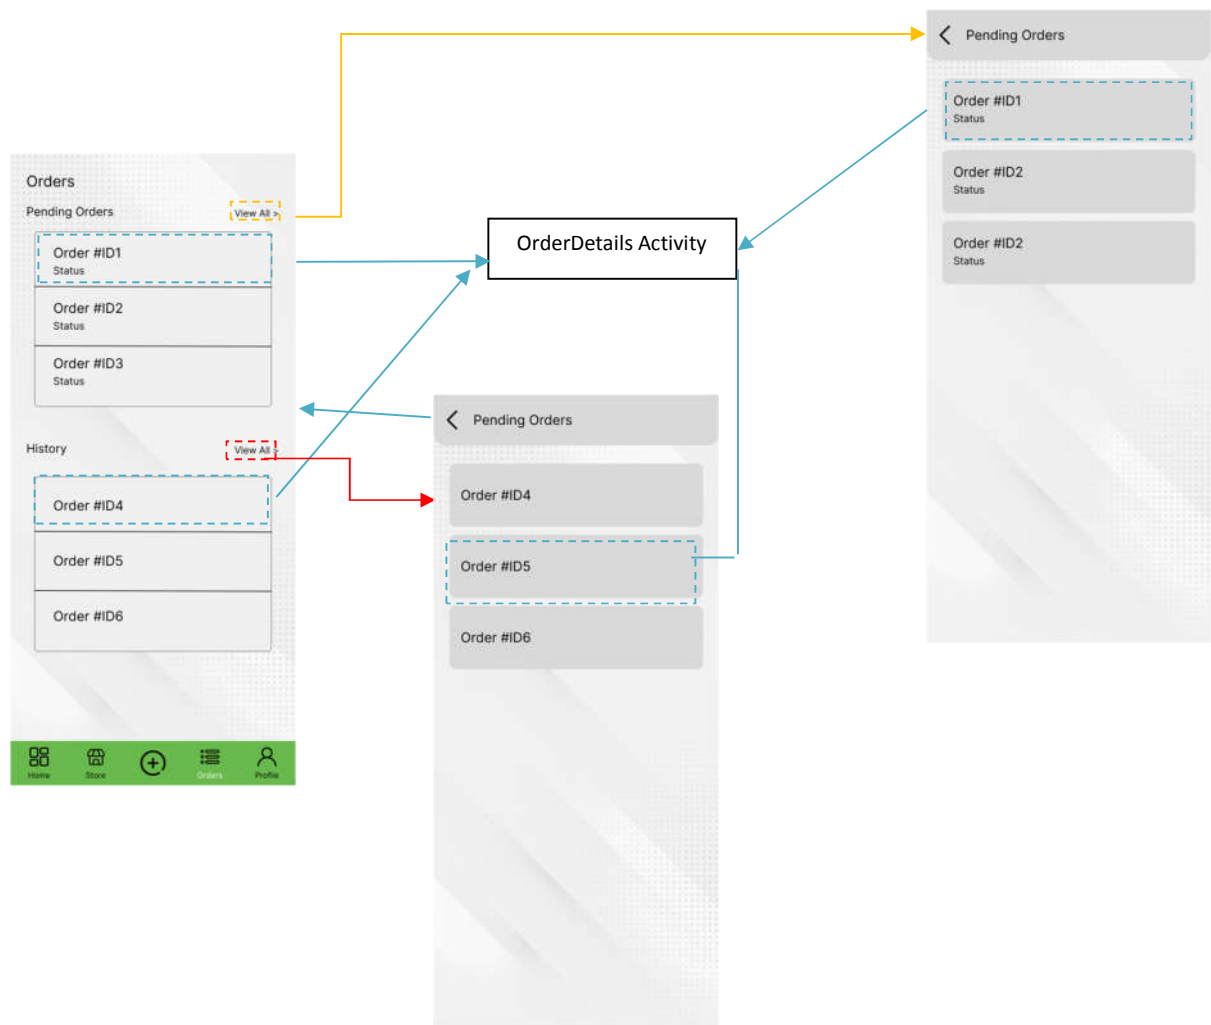 Orders
Pending Orders
View All >
Order #ID1
Status
Order #ID2
Status
Order #ID3
Status
History
View All >
Order #ID4
Order #ID5
Order #ID6
Home
Store
Orders
Profile
OrderDetails Activity
Pending Orders
Order #ID4
Order #ID5
Order #ID6
Pending Orders
Order #ID1
Status
Order #ID2
Status
Order #ID2
Status